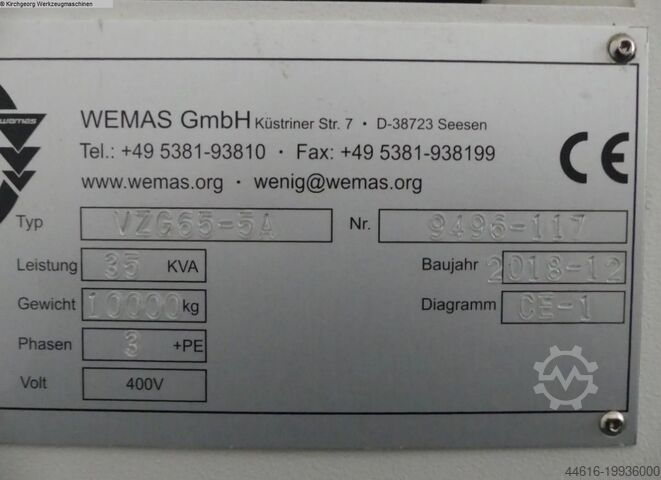 © Kirchgeorg Werkzeugmaschinen
wemas
WEMAS GmbH Küstriner Str. 7 · D-38723 Seesen
Tel.: +49 5381-93810 · Fax: +49 5381-938199
www.wemas.org · wenig@wemas.org
CE
Typ VZG65-5A Nr. 9496-117
Leistung 35 KVA Baujahr 2018-12
Gewicht 10000 kg Diagramm CE-1
Phasen 3 +PE
Volt 400V
44616-19936000